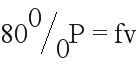 80⁰/₀P = fv